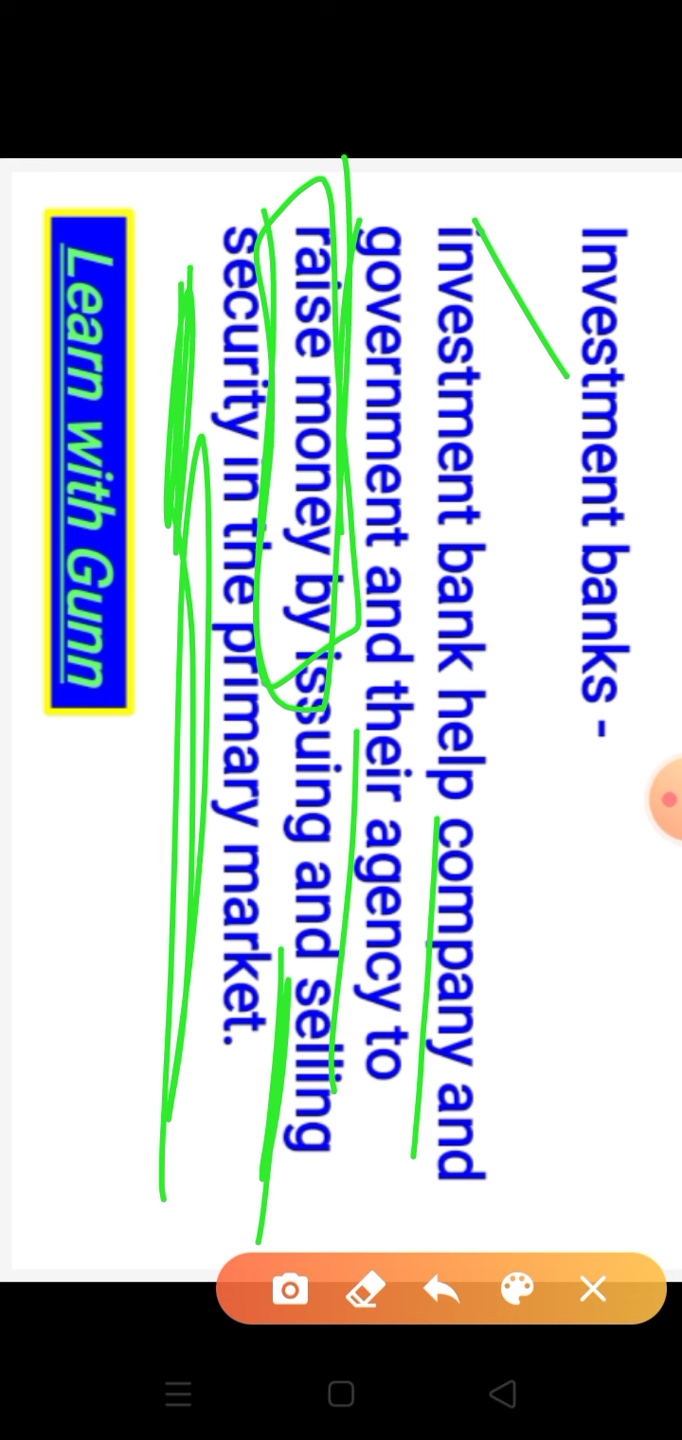 Investment banks -
investment bank help company and
government and their agency to
raise money by issuing and selling
security in the primary market.
Learn with Gunn